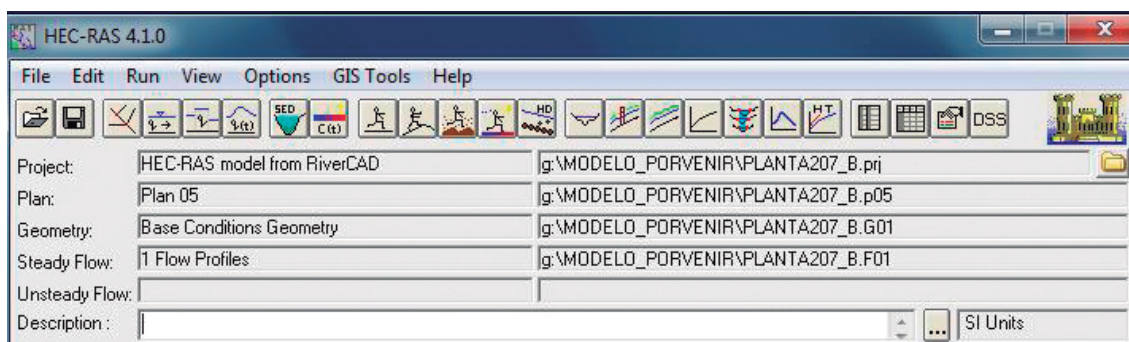 HEC-RAS 4.1.0
File Edit Run View Options GIS Tools Help
SED C(t) HD HT DSS
Project: HEC-RAS model from RiverCAD g:\MODELO_PORVENIR\PLANTA207_B.prj
Plan: Plan 05 g:\MODELO_PORVENIR\PLANTA207_B.p05
Geometry: Base Conditions Geometry g:\MODELO_PORVENIR\PLANTA207_B.G01
Steady Flow: 1 Flow Profiles g:\MODELO_PORVENIR\PLANTA207_B.F01
Unsteady Flow:
Description : ... SI Units